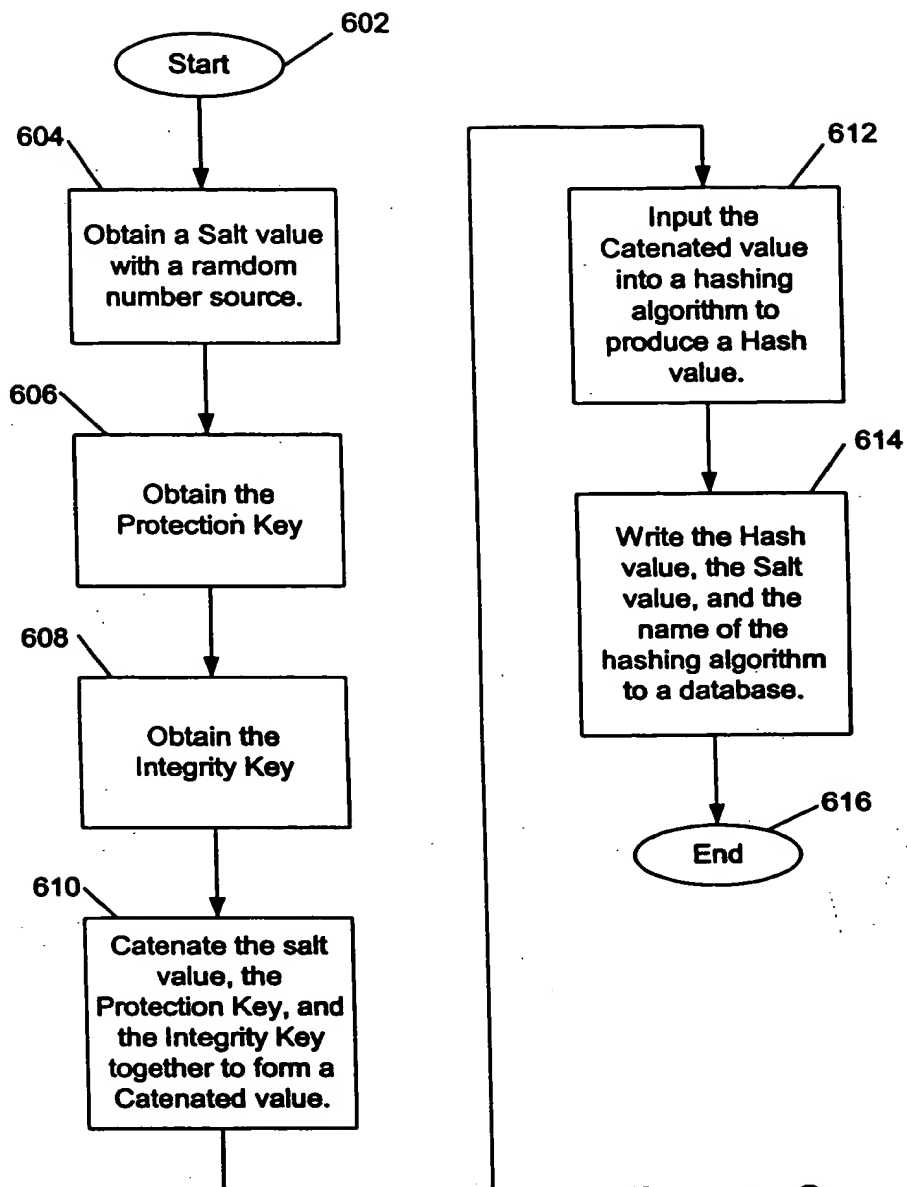 602
Start
604
Obtain a Salt value
with a ramdom
number source.
606
Obtain the
Protection Key
608
Obtain the
Integrity Key
610
Catenate the salt
value, the
Protection Key, and
the Integrity Key
together to form a
Catenated value.
612
Input the
Catenated value
into a hashing
algorithm to
produce a Hash
value.
614
Write the Hash
value, the Salt
value, and the
name of the
hashing algorithm
to a database.
616
End